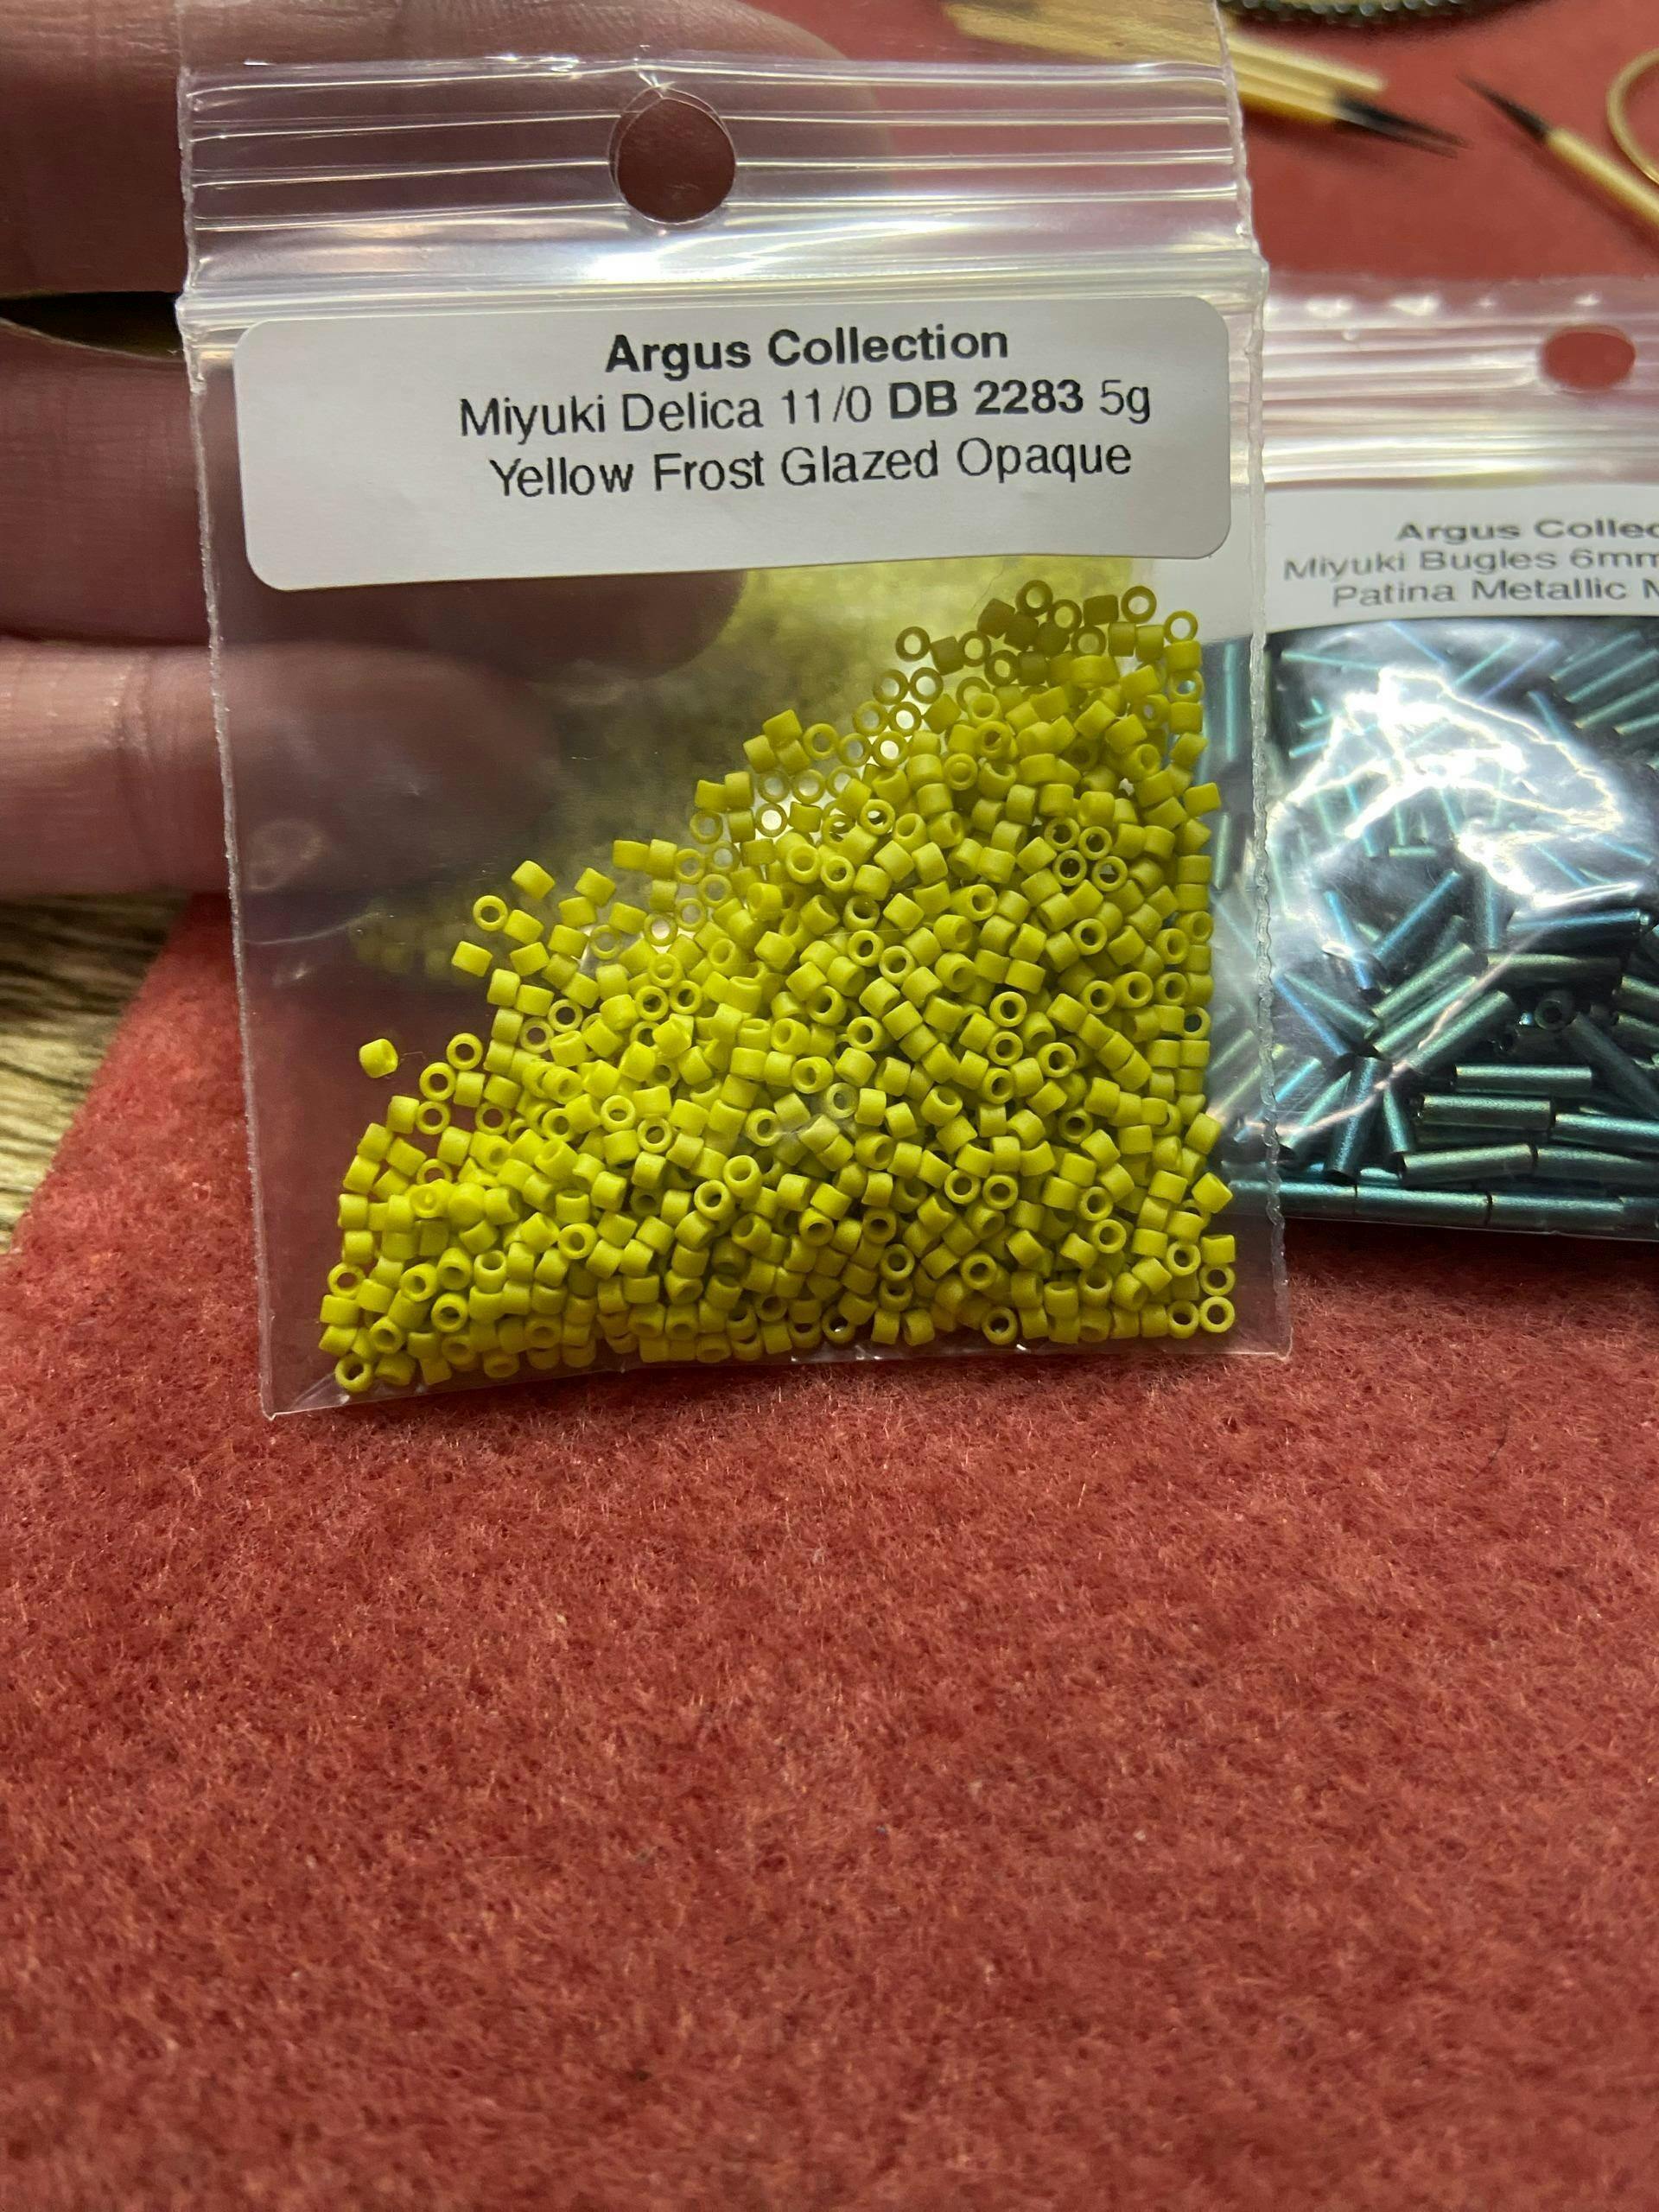 Argus Collection
Miyuki Delica 11/0 DB 2283 5g
Yellow Frost Glazed Opaque
Argus Collec
Miyuki Bugles 6mm
Patina Metallic M